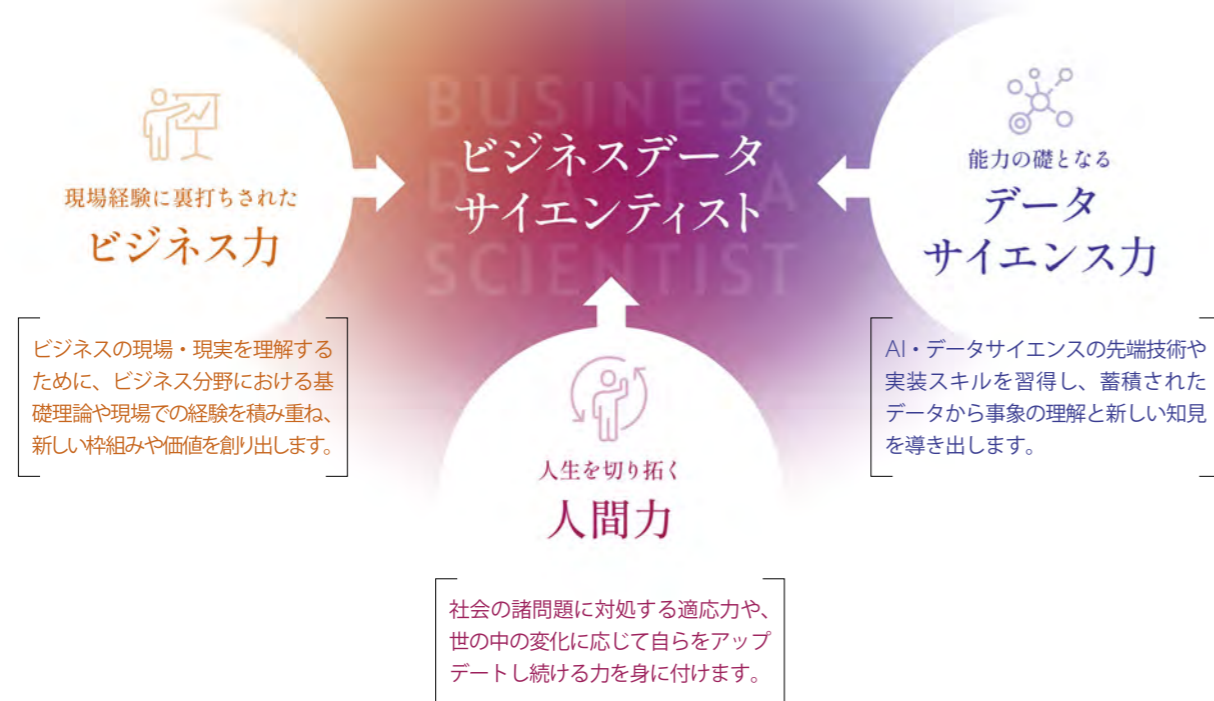 BUSINESS
DATA
SCIENTIST
ビジネスデータ
サイエンティスト
現場経験に裏打ちされた
ビジネス力
ビジネスの現場・現実を理解する
ために、ビジネス分野における基
礎理論や現場での経験を積み重ね、
新しい枠組みや価値を創り出します。
能力の礎となる
データ
サイエンス力
AI・データサイエンスの先端技術や
実装スキルを習得し、蓄積された
データから事象の理解と新しい知見
を導き出します。
人生を切り拓く
人間力
社会の諸問題に対処する適応力や、
世の中の変化に応じて自らをアップ
デートし続ける力を身に付けます。